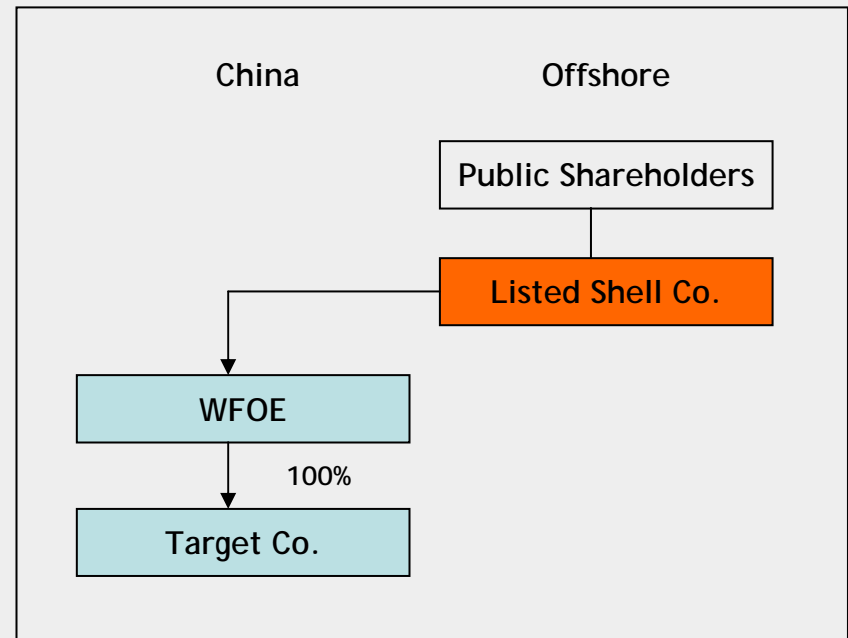 China
Offshore
Public Shareholders
Listed Shell Co.
WFOE
100%
Target Co.